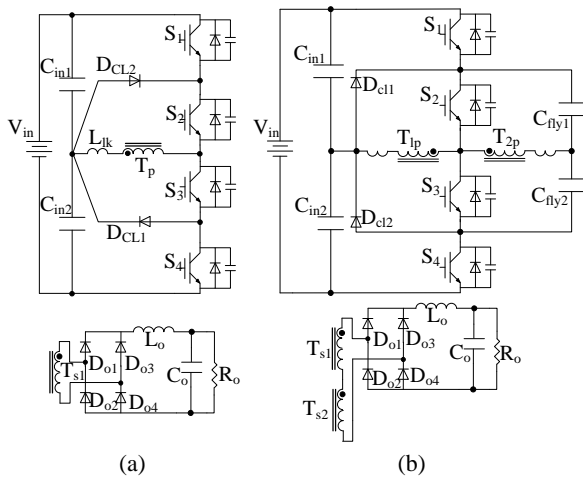 S1
Cin1
DCL2
S2
Vin
Llk
Tp
S3
Cin2
DCL1
S4
Lo
Ts1
Do1
Do3
Co
Ro
Do2
Do4
(a)
S1
Cin1
Dcl1
S2
Cfly1
Vin
T1p
T2p
S3
Cfly2
Cin2
Dcl2
S4
Lo
Ts1
Do1
Do3
Co
Ro
Do2
Do4
Ts2
(b)